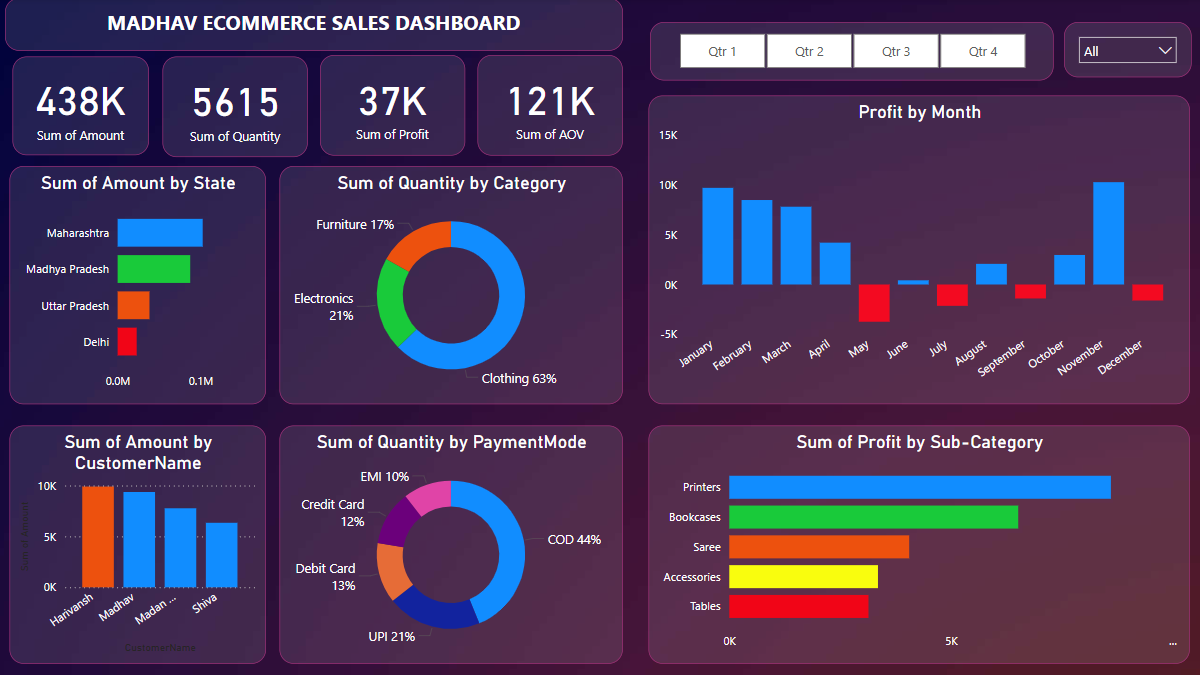 MADHAV ECOMMERCE SALES DASHBOARD
Qtr 1
Qtr 2
Qtr 3
Qtr 4
All
438K
Sum of Amount
5615
Sum of Quantity
37K
Sum of Profit
121K
Sum of AOV
Sum of Amount by State
Maharashtra
Madhya Pradesh
Uttar Pradesh
Delhi
0.0M
0.1M
Sum of Quantity by Category
Furniture 17%
Electronics
21%
Clothing 63%
Profit by Month
15K
10K
5K
0K
-5K
January
February
March
April
May
June
July
August
September
October
November
December
Sum of Amount by
CustomerName
Sum of Amount
10K
5K
0K
Harivansh
Madhav
Madan ...
Shiva
CustomerName
Sum of Quantity by PaymentMode
EMI 10%
Credit Card
12%
Debit Card
13%
UPI 21%
COD 44%
Sum of Profit by Sub-Category
Printers
Bookcases
Saree
Accessories
Tables
0K
5K
...